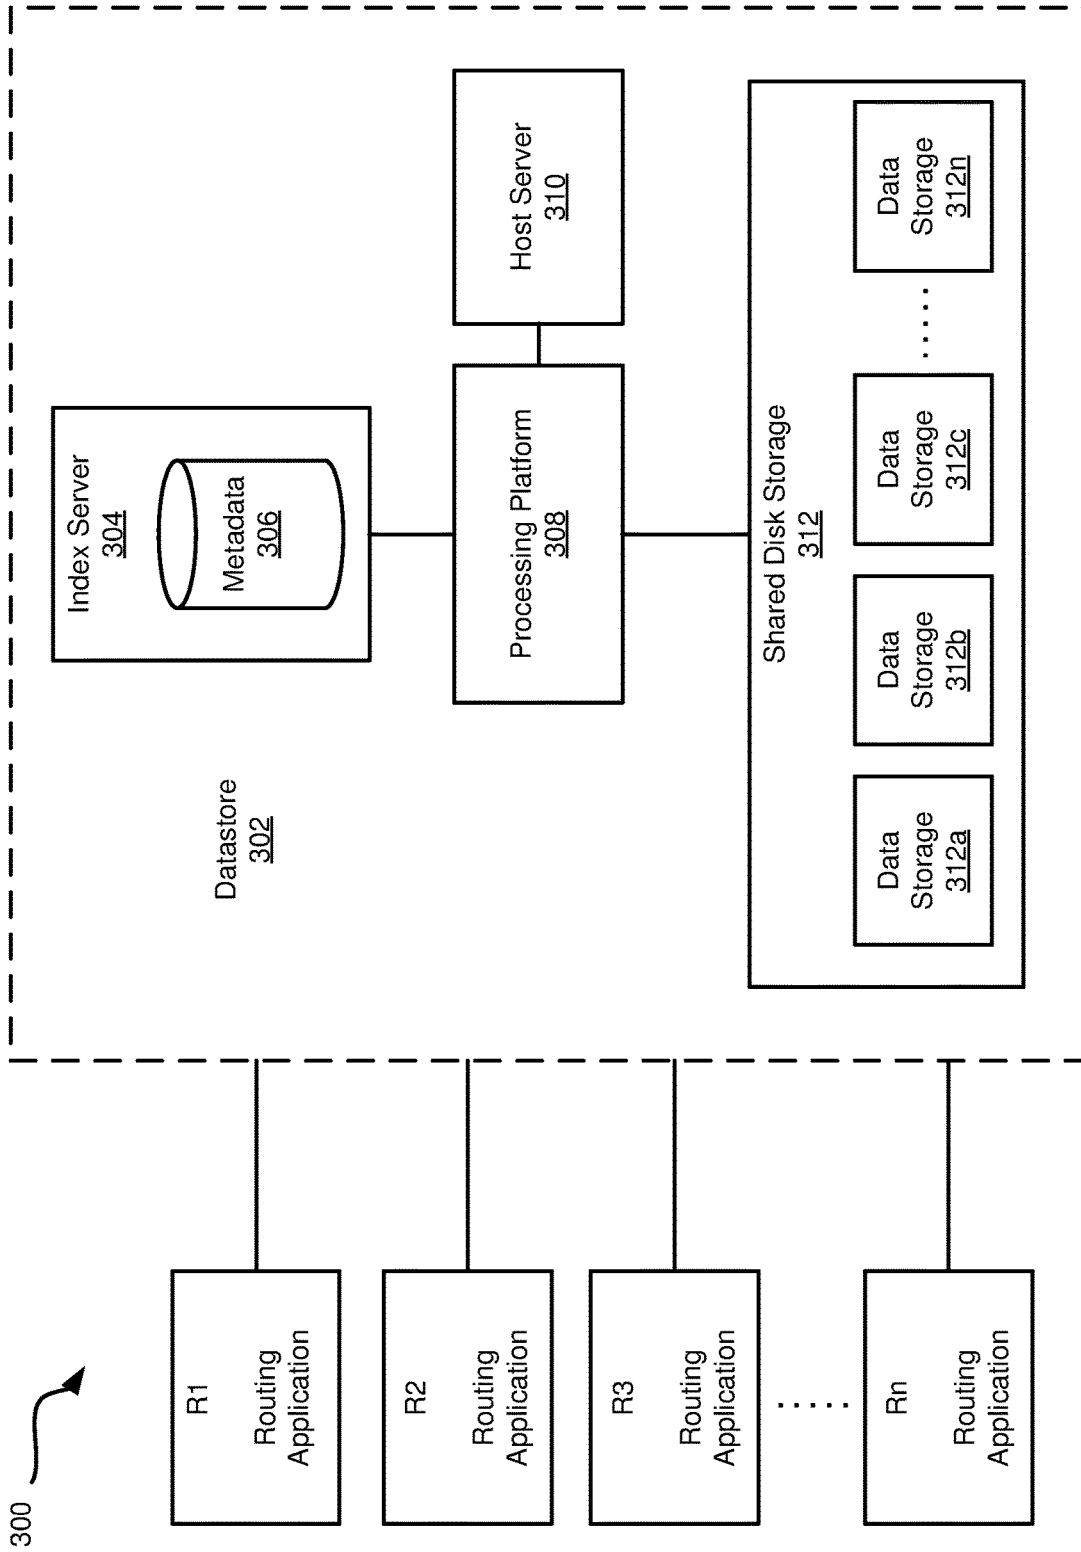 300
R1
Routing
Application
R2
Routing
Application
R3
Routing
Application
.....
Rn
Routing
Application
Datastore
302
Index Server
304
Metadata
306
Processing Platform
308
Host Server
310
Shared Disk Storage
312
Data
Storage
312a
Data
Storage
312b
Data
Storage
312c
.....
Data
Storage
312n